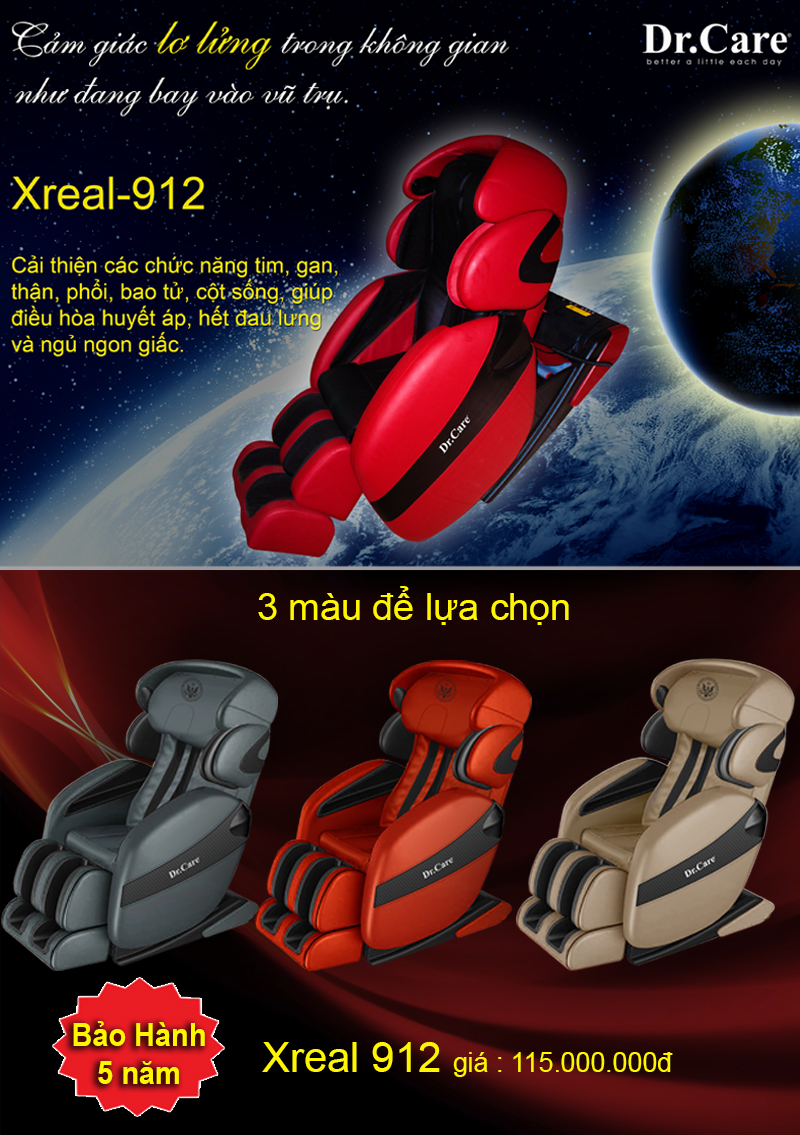 Cảm giác lơ lửng trong không gian
như đang bay vào vũ trụ.
Dr.Care®
better a little each day
Xreal-912
Cải thiện các chức năng tim, gan,
thận, phổi, bao tử, cột sống, giúp
điều hòa huyết áp, hết đau lưng
và ngủ ngon giấc.
Dr.Care®
3 màu để lựa chọn
Dr.Care
Dr.Care
Dr.Care
Bảo Hành
5 năm
Xreal 912 giá : 115.000.000đ